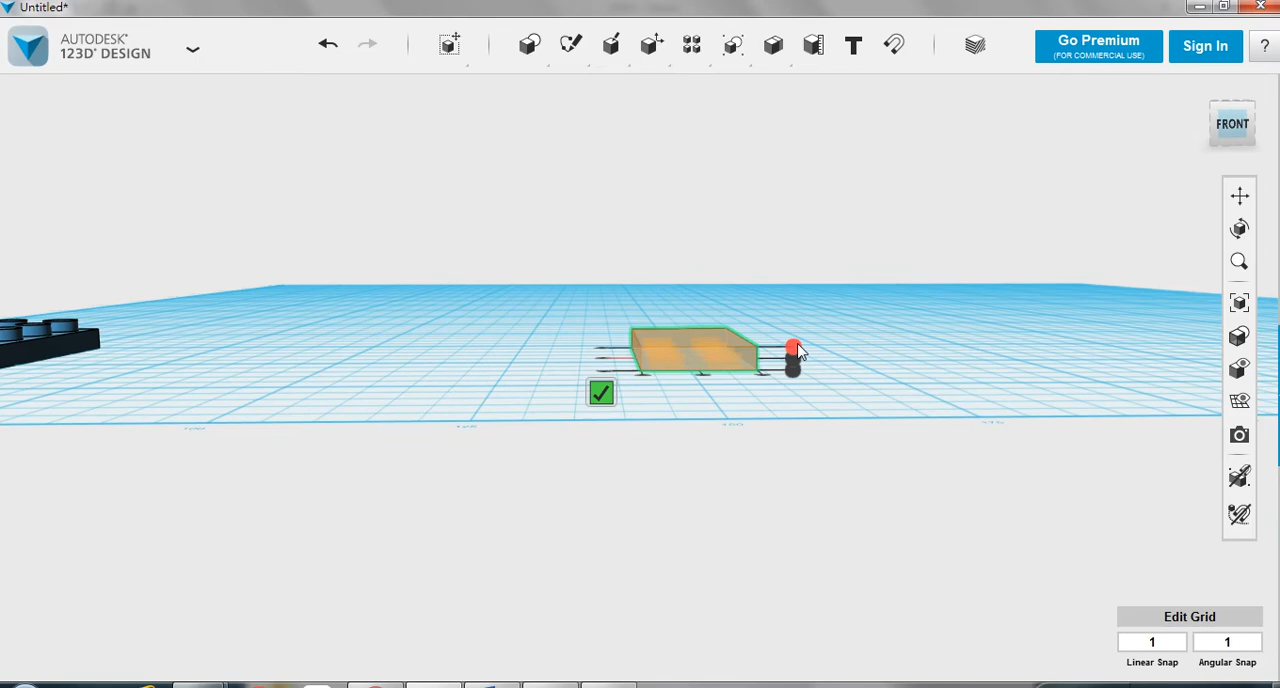 Untitled*
AUTODESK®
123D® DESIGN
Go Premium
(FOR COMMERCIAL USE)
Sign In
?
FRONT
Edit Grid
1
1
Linear Snap
Angular Snap